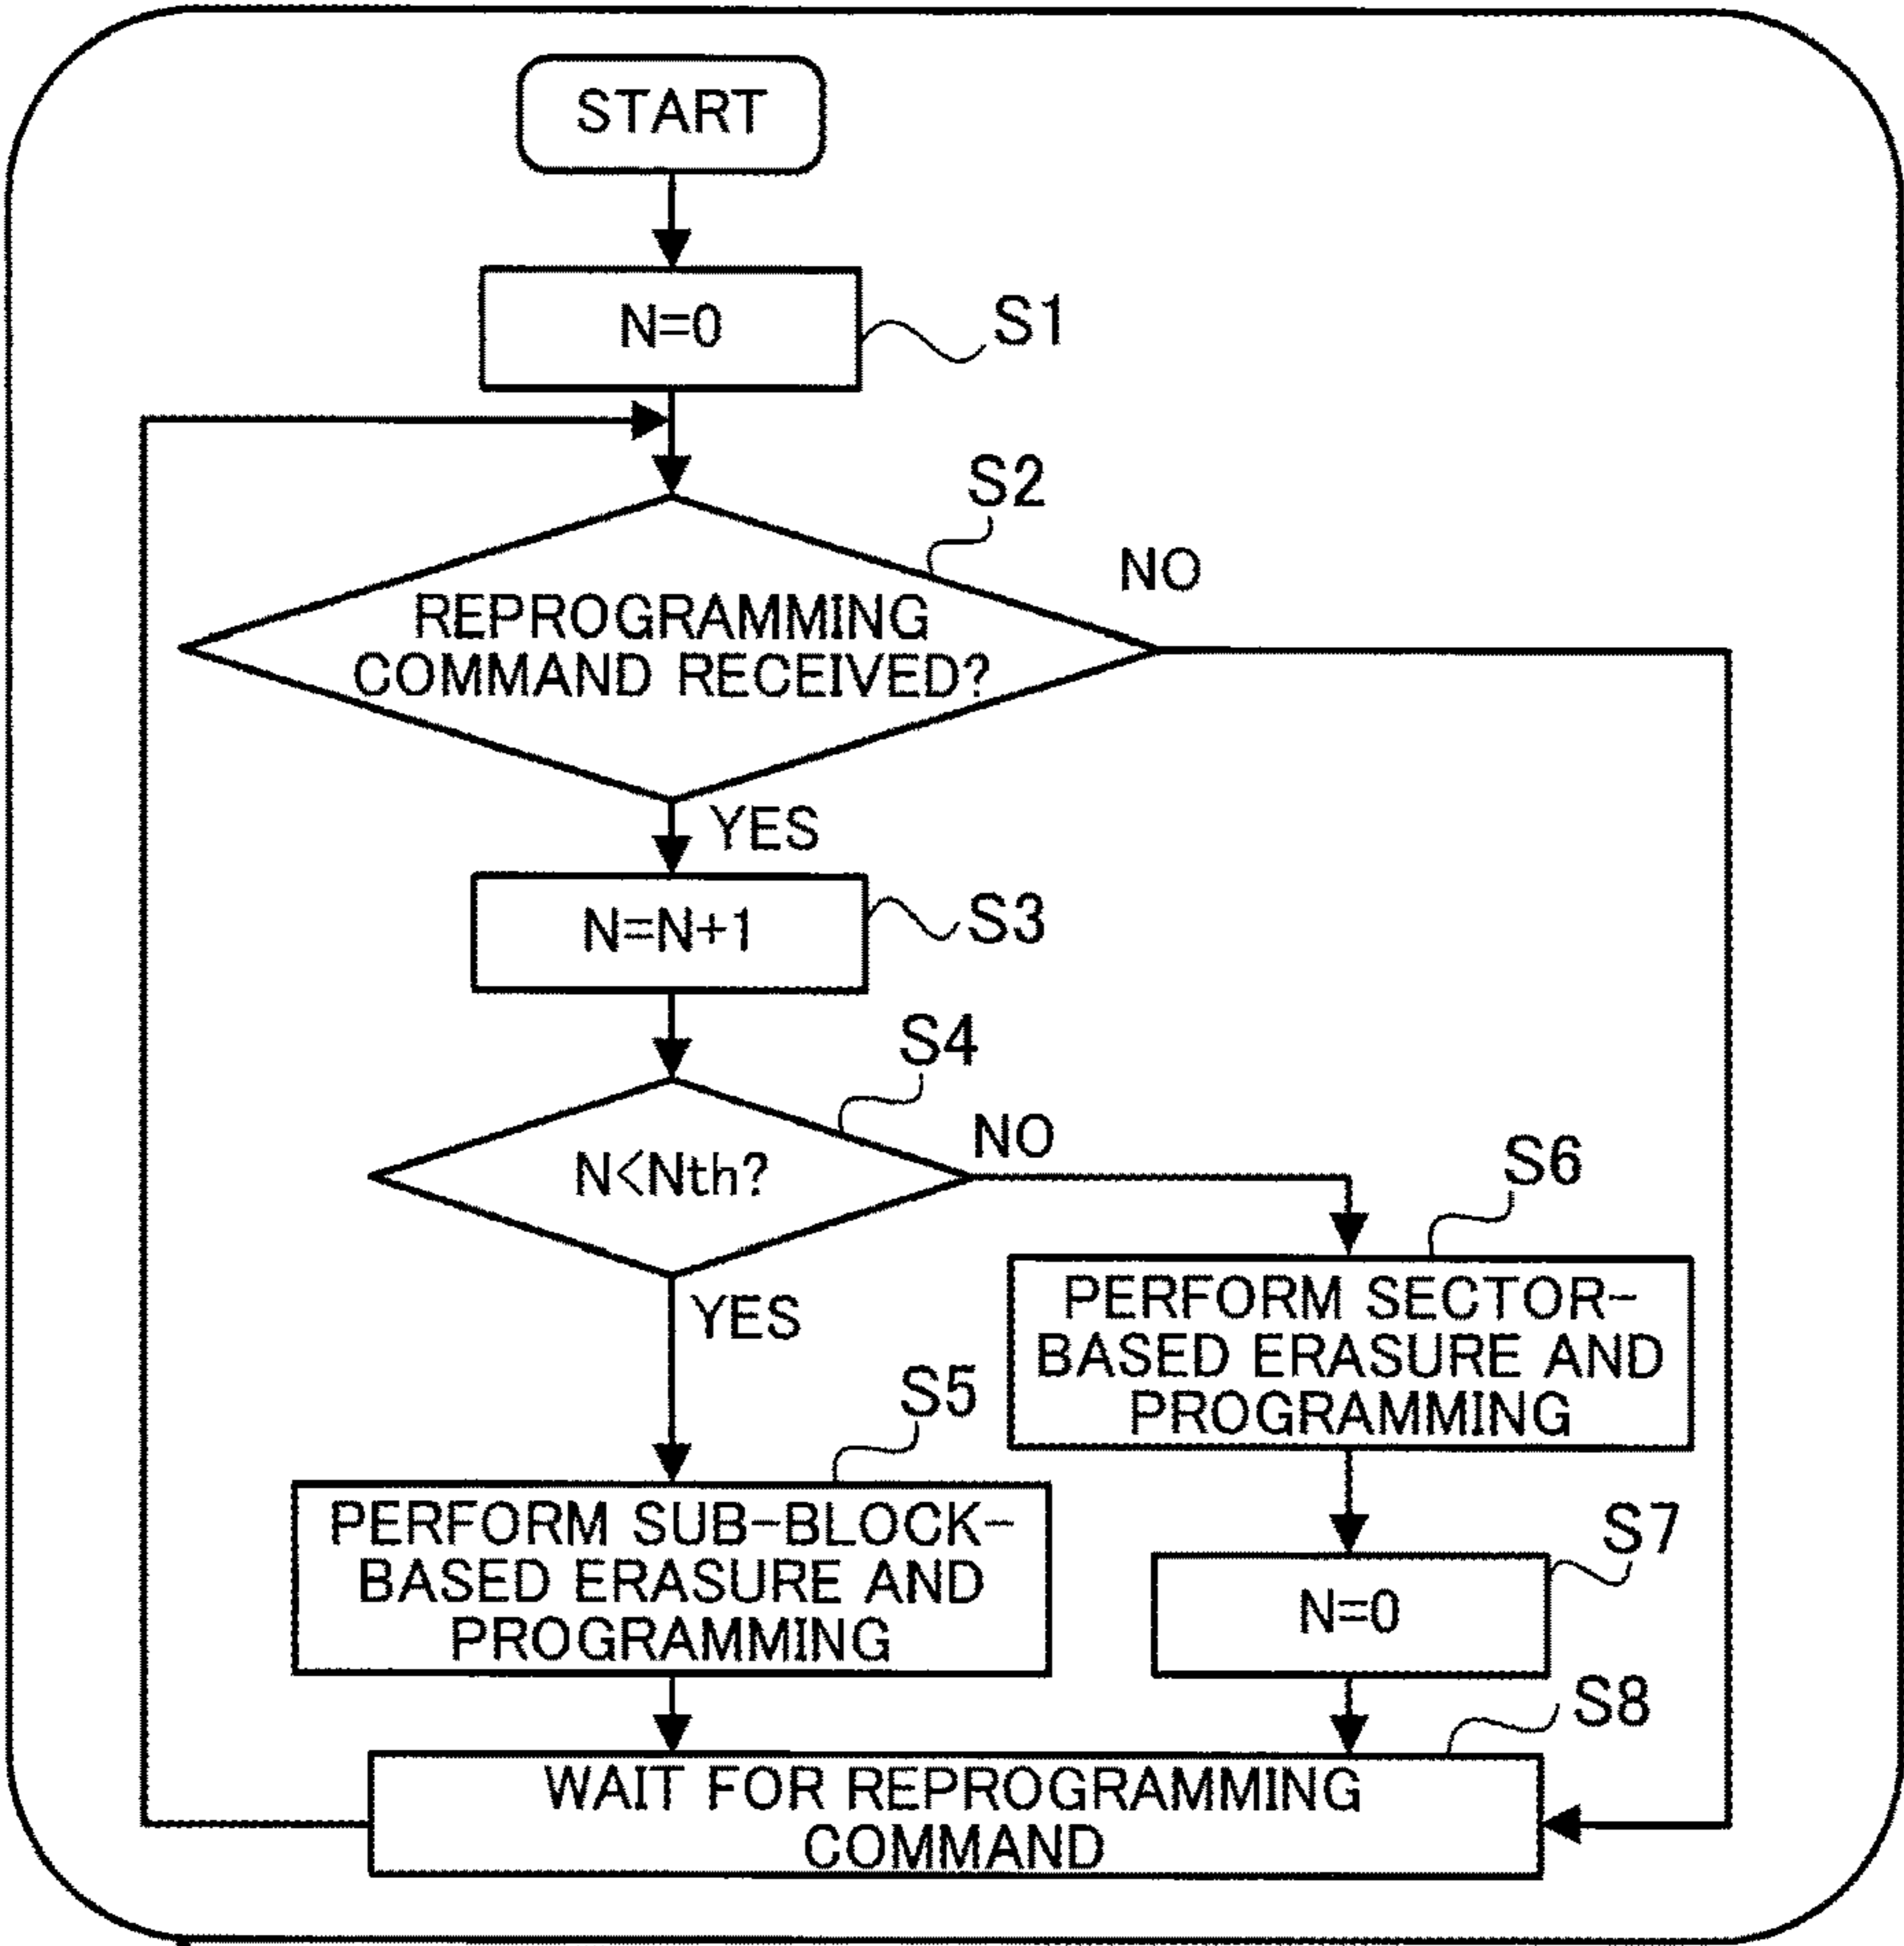 START
N=0
S1
S2
REPROGRAMMING
COMMAND RECEIVED?
NO
YES
N=N+1
S3
S4
N<Nth?
NO
YES
S6
PERFORM SECTOR-
BASED ERASURE AND
PROGRAMMING
S5
PERFORM SUB-BLOCK-
BASED ERASURE AND
PROGRAMMING
S7
N=0
S8
WAIT FOR REPROGRAMMING
COMMAND